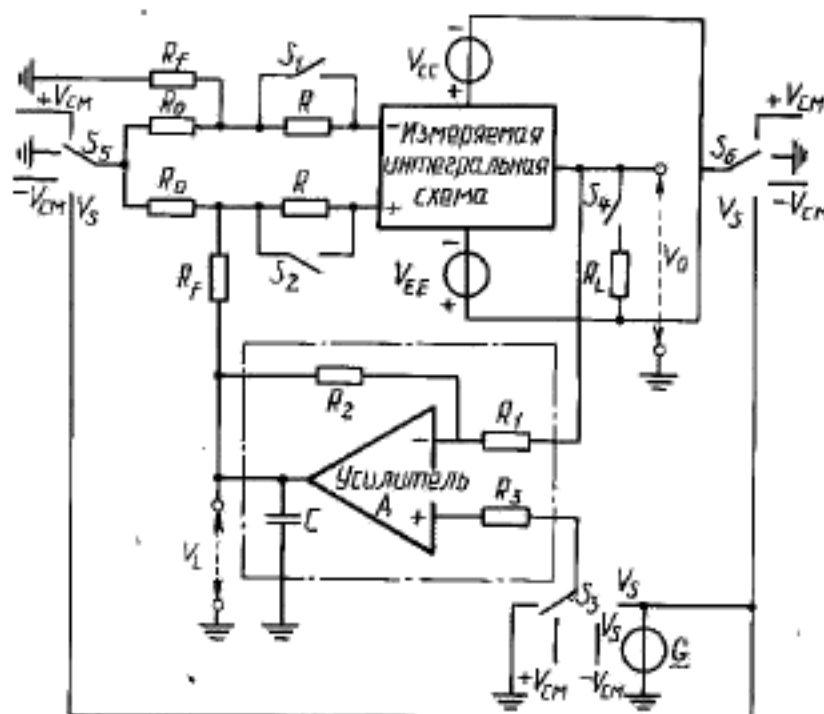 R_f
S_1
V_CC
−
+
+V_CM
R_0
R
−
Измеряемая
интегральная
схема
+V_CM
S_5
S_6
−V_CM
V_S
R_0
R
+
S_4
V_S
−V_CM
R_f
S_2
V_EE
−
+
R_L
V_0
R_2
R_1
−
Усилитель
A
+
R_3
C
V_L
S_3
V_S
V_S
G
+V_CM
−V_CM